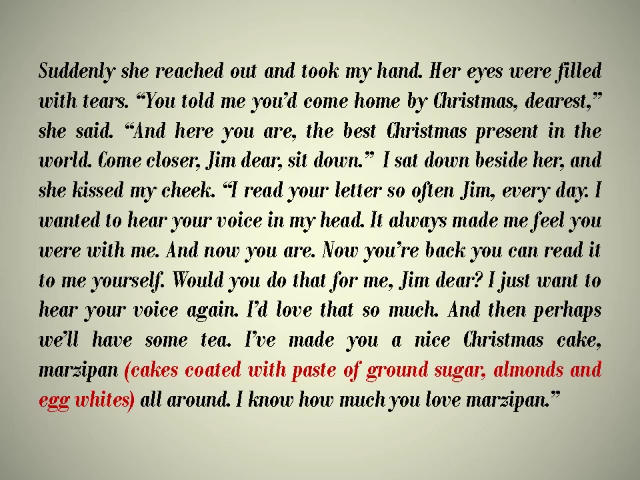 Suddenly she reached out and took my hand. Her eyes were filled
with tears. “You told me you’d come home by Christmas, dearest,”
she said. “And here you are, the best Christmas present in the
world. Come closer, Jim dear, sit down.” I sat down beside her, and
she kissed my cheek. “I read your letter so often Jim, every day. I
wanted to hear your voice in my head. It always made me feel you
were with me. And now you are. Now you’re back you can read it
to me yourself. Would you do that for me, Jim dear? I just want to
hear your voice again. I’d love that so much. And then perhaps
we’ll have some tea. I’ve made you a nice Christmas cake,
marzipan (cakes coated with paste of ground sugar, almonds and
egg whites) all around. I know how much you love marzipan.”